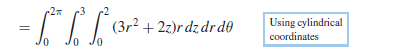 = ∫₀^{2π} ∫₀^{3} ∫₀^{2} (3r² + 2z)r dz dr dθ
Using cylindrical
coordinates